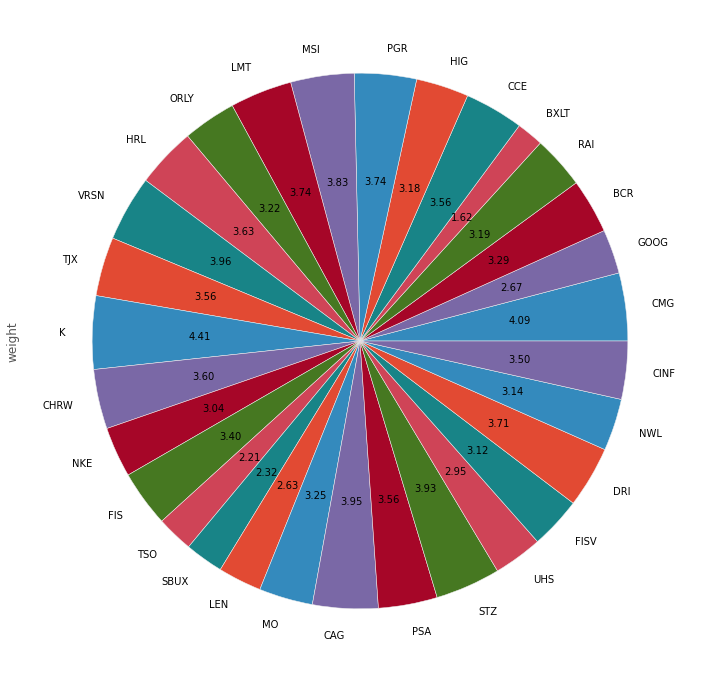 weight
CMG
4.09
GOOG
2.67
BCR
3.29
RAI
3.19
BXLT
1.62
CCE
3.56
HIG
3.18
PGR
3.74
MSI
3.83
LMT
3.74
ORLY
3.22
HRL
3.63
VRSN
3.96
TJX
3.56
K
4.41
CHRW
3.60
NKE
3.04
FIS
3.40
TSO
2.21
SBUX
2.32
LEN
2.63
MO
3.25
CAG
3.95
PSA
3.56
STZ
3.93
UHS
2.95
FISV
3.12
DRI
3.71
NWL
3.14
CINF
3.50